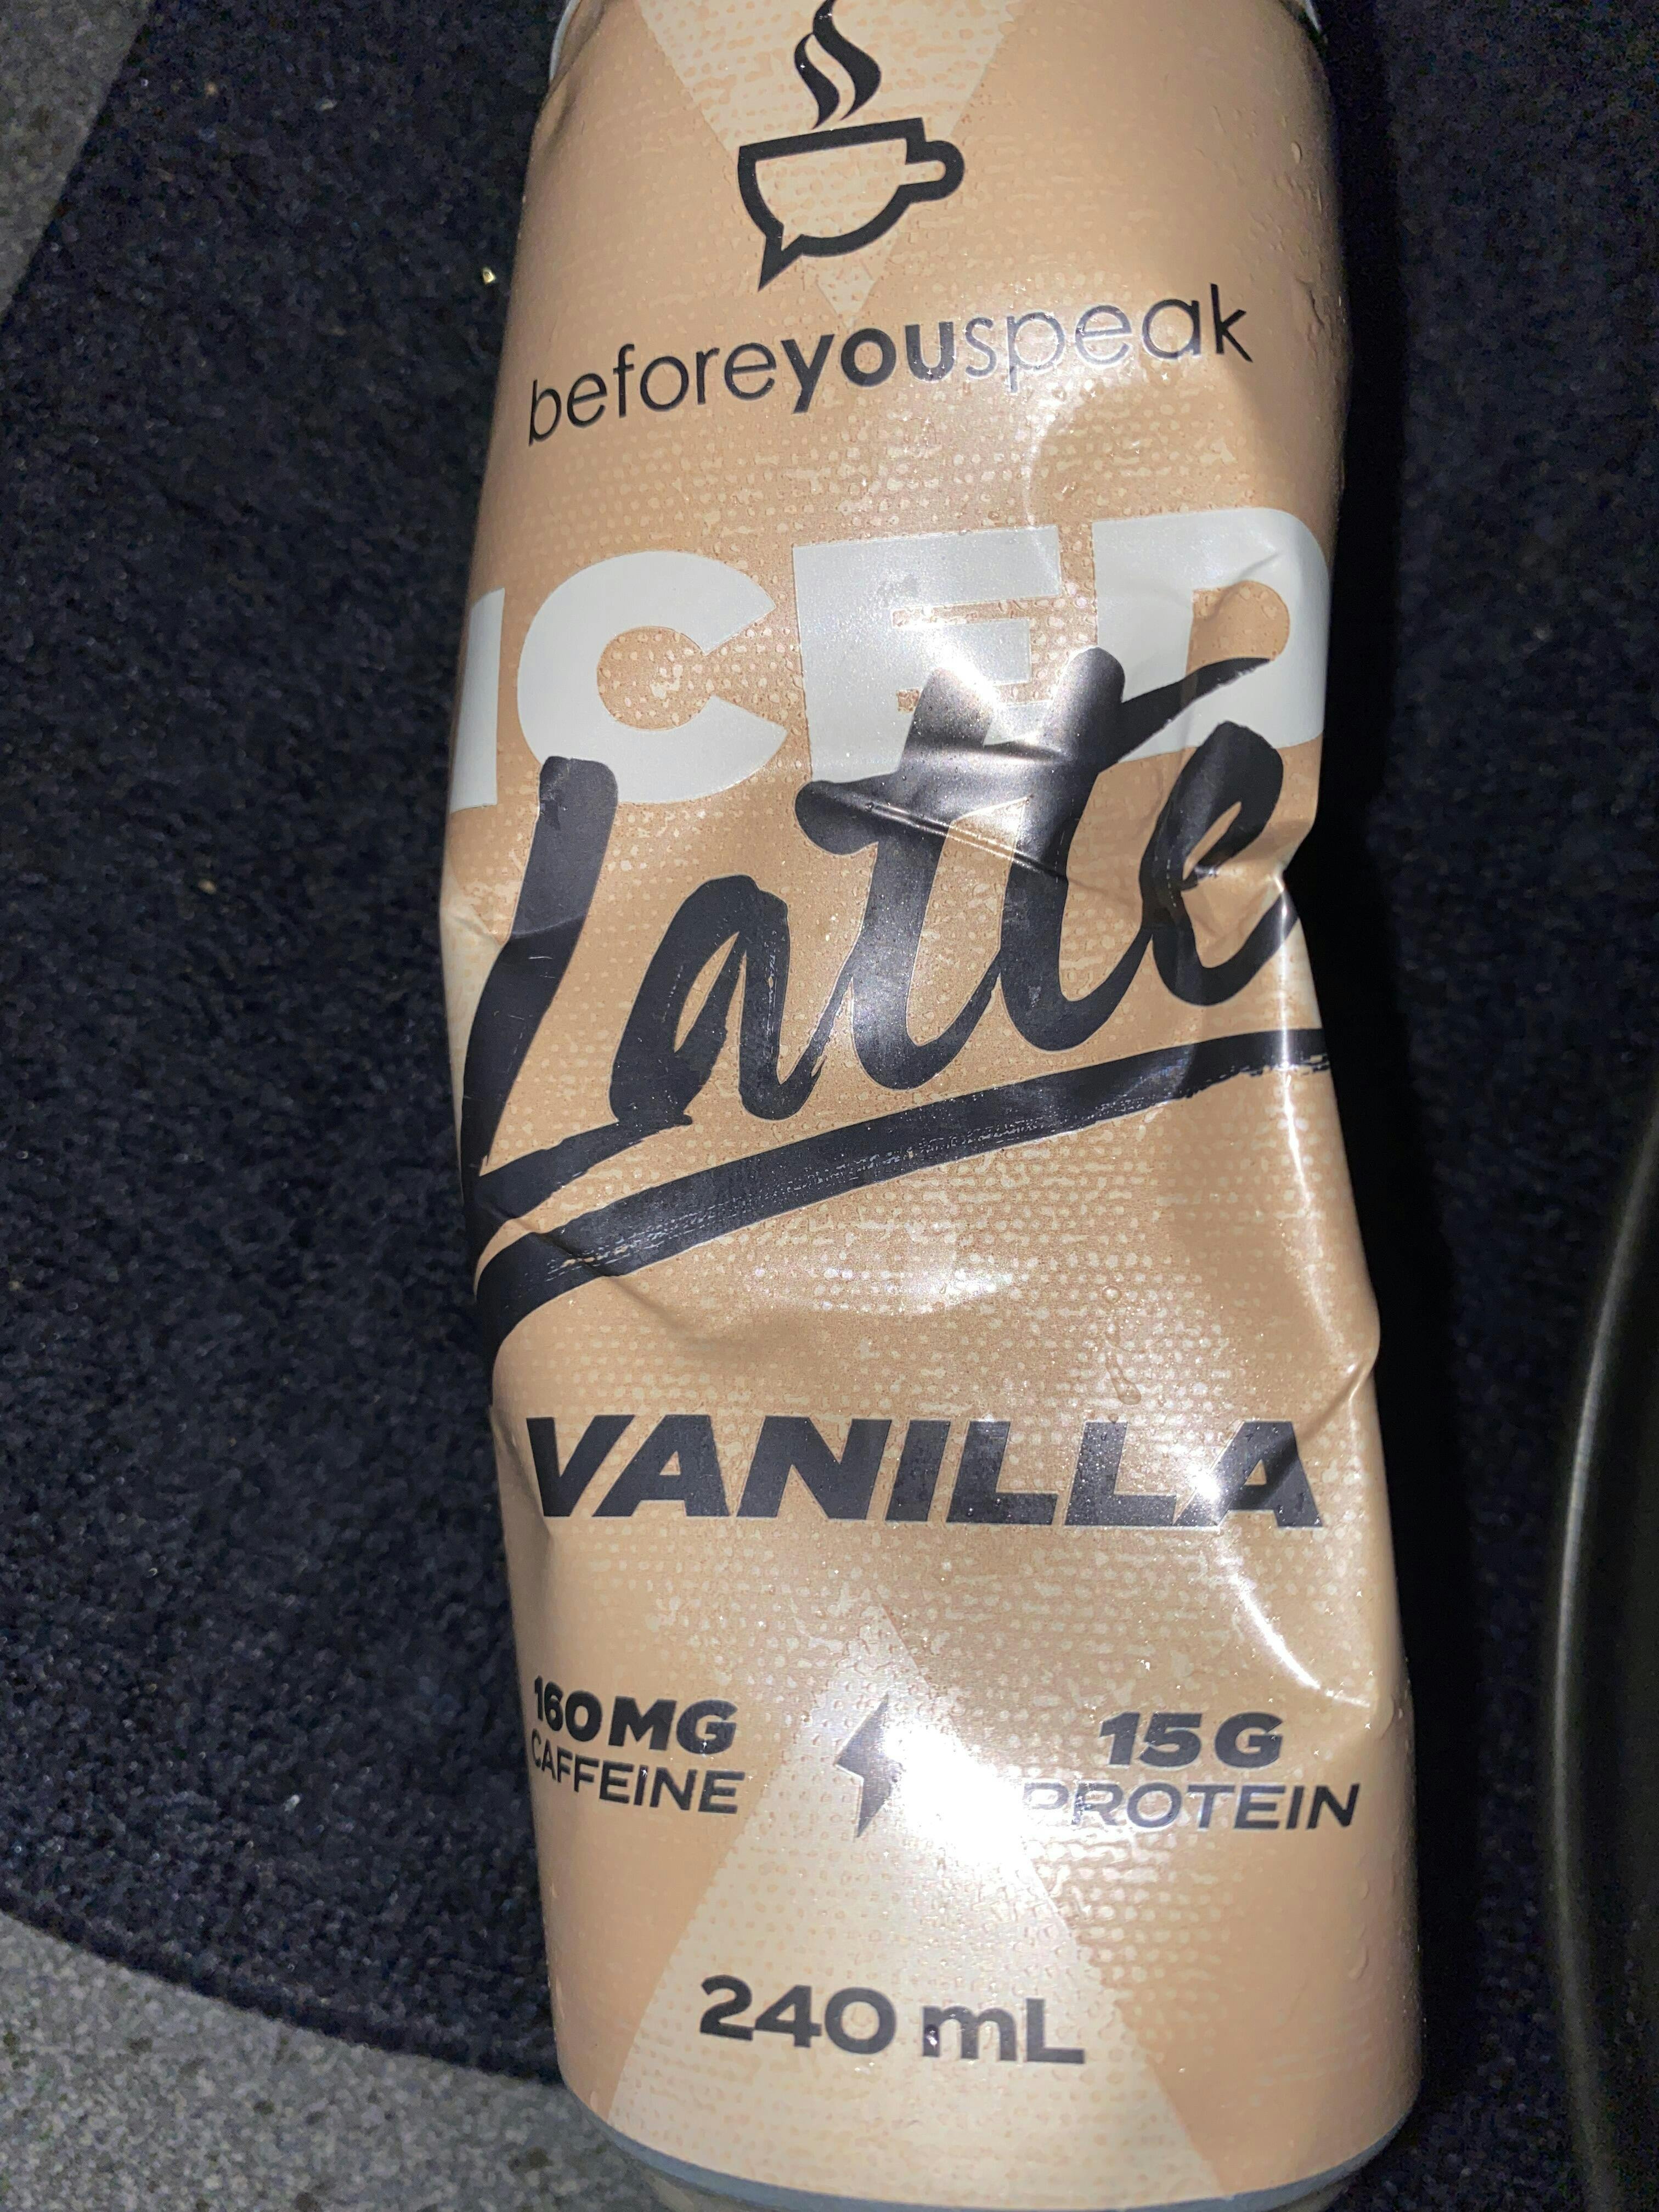 beforeyouspeak
ICED
Latte
VANILLA
160MG
CAFFEINE
15G
PROTEIN
240 mL